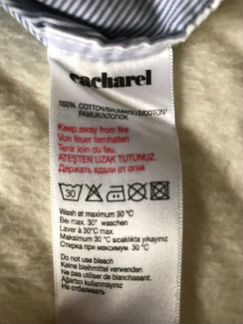 cacharel
100% COTTON/BAUMWOLLE/COTON/
PAMUK/ХЛОПОК
Keep away from fire
Von feuer fernhalten
Tenir loin du feu.
ATEŞTEN UZAK TUTUNUZ.
Держать вдали от огня
30
Wash at maximum 30 °C
Bei max. 30° waschen
Laver à 30°C max.
Maksimum 30 °C sıcaklıkta yıkayınız
Стирка при максимум 30 °C
Do not use bleach
Keine bleihmittel verwenden
Ne pas utiliser de blanchissant.
Ağartıcı kullanmayınız
Не отбеливать